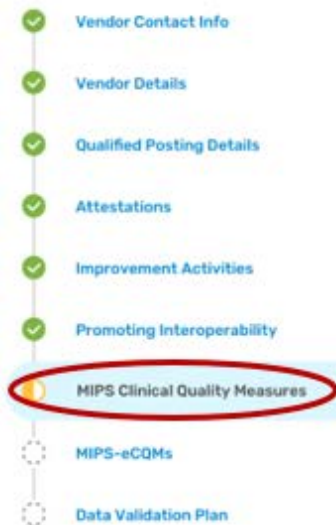 Vendor Contact Info
Vendor Details
Qualified Posting Details
Attestations
Improvement Activities
Promoting Interoperability
MIPS Clinical Quality Measures
MIPS-eCQMs
Data Validation Plan